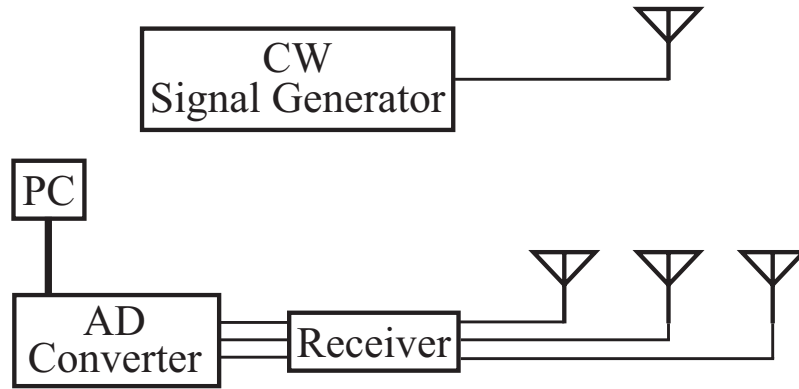 CW
Signal Generator
PC
AD
Converter
Receiver